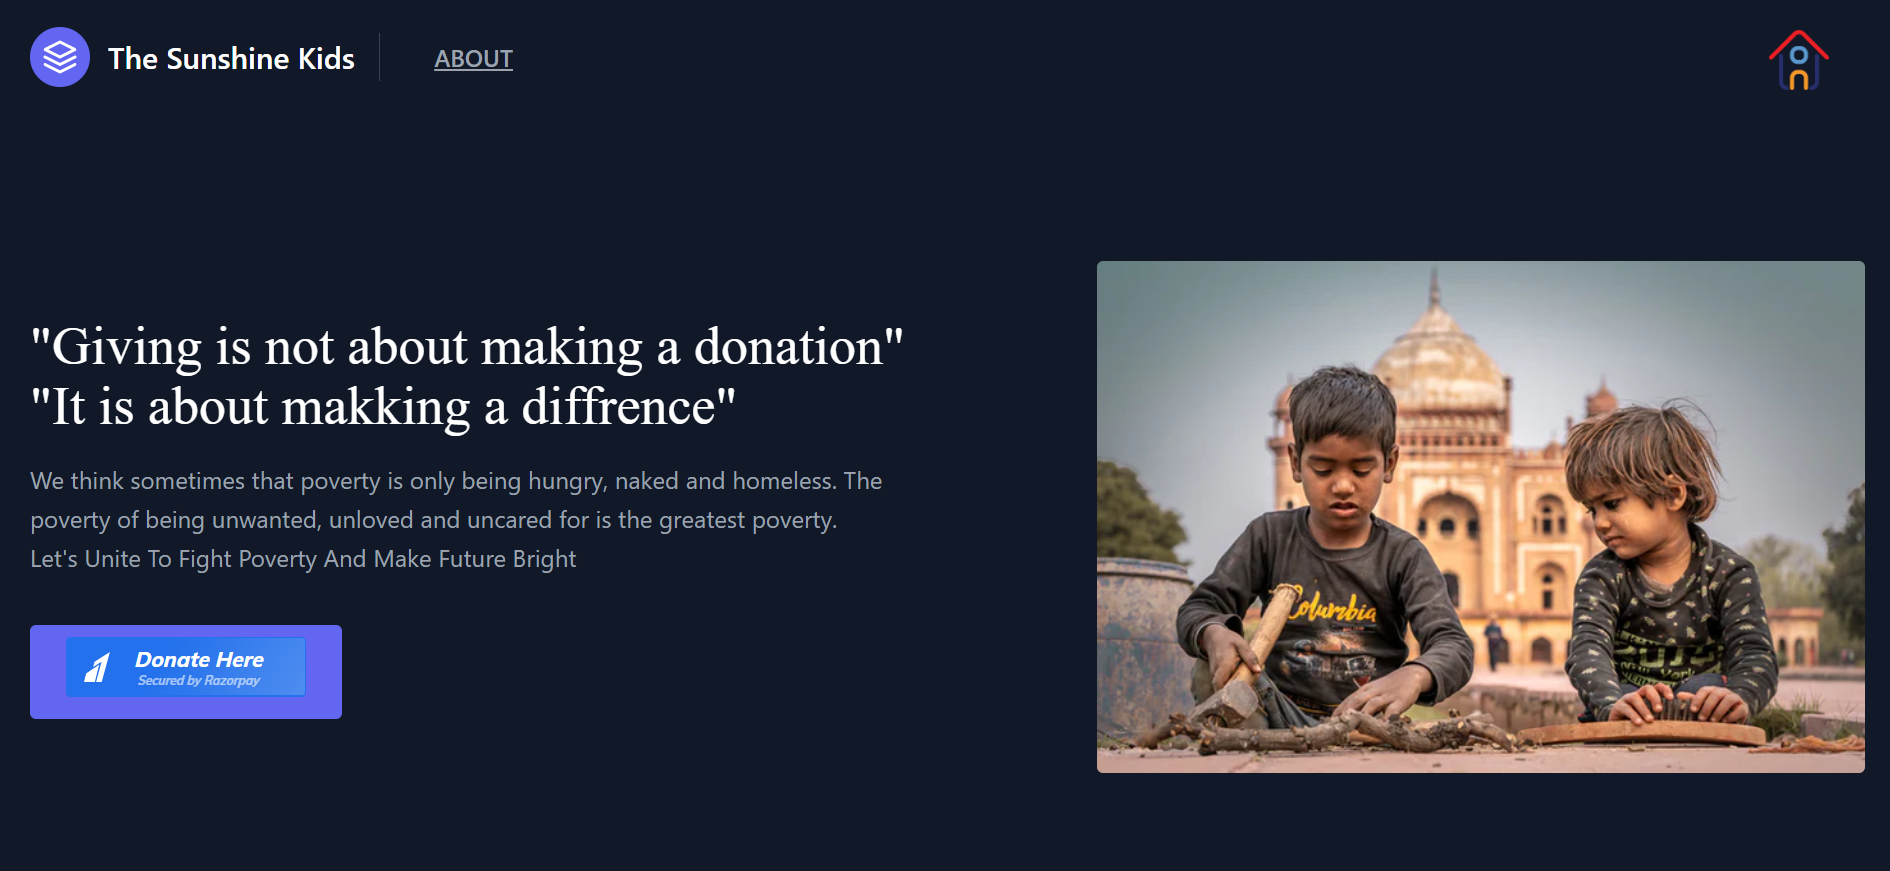 The Sunshine Kids
ABOUT
"Giving is not about making a donation"
"It is about makking a diffrence"
We think sometimes that poverty is only being hungry, naked and homeless. The
poverty of being unwanted, unloved and uncared for is the greatest poverty.
Let's Unite To Fight Poverty And Make Future Bright
Donate Here
Secured by Razorpay
Columbia